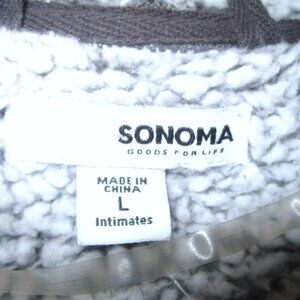 SONOMA
GOODS FOR LIFE
MADE IN
CHINA
L
Intimates